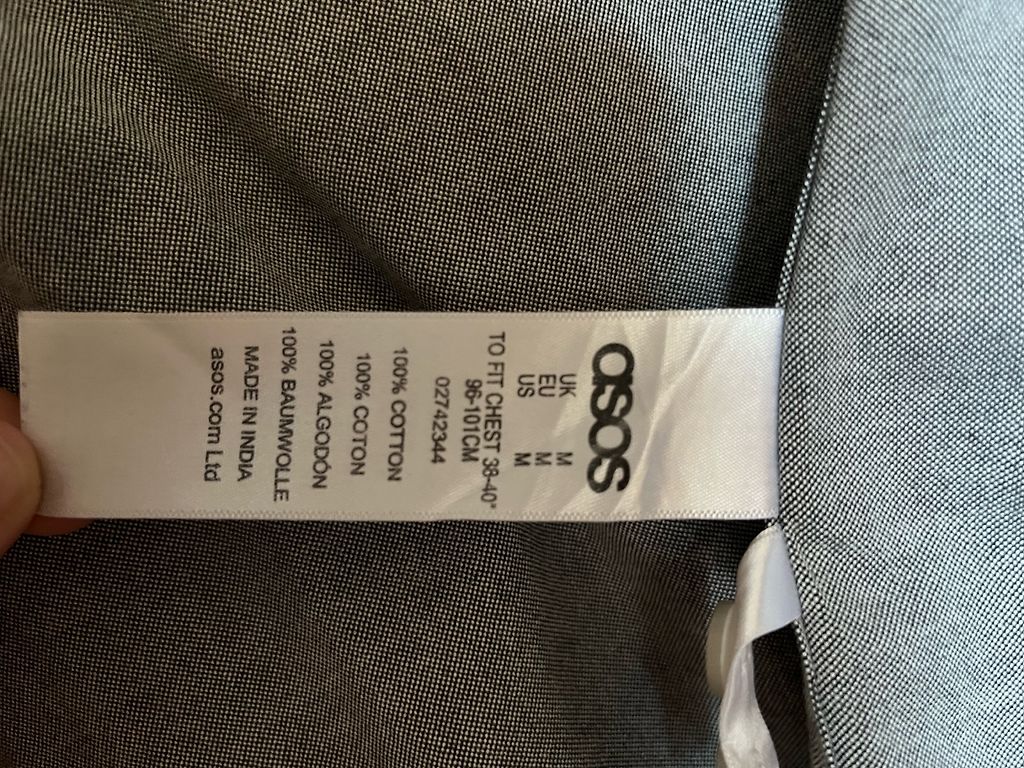 asos
UK M
EU M
US M
TO FIT CHEST 38-40"
96-101CM
02742344
100% COTTON
100% COTON
100% ALGODÓN
100% BAUMWOLLE
MADE IN INDIA
asos.com Ltd